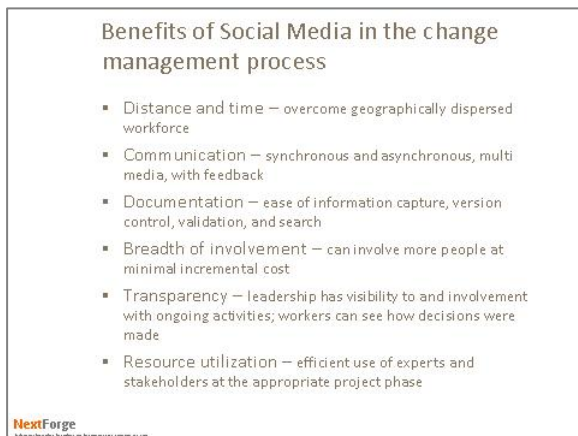 Benefits of Social Media in the change
management process
▪ Distance and time – overcome geographically dispersed
workforce
▪ Communication – synchronous and asynchronous, multi
media, with feedback
▪ Documentation – ease of information capture, version
control, validation, and search
▪ Breadth of involvement – can involve more people at
minimal incremental cost
▪ Transparency – leadership has visibility to and involvement
with ongoing activities; workers can see how decisions were
made
▪ Resource utilization – efficient use of experts and
stakeholders at the appropriate project phase
NextForge